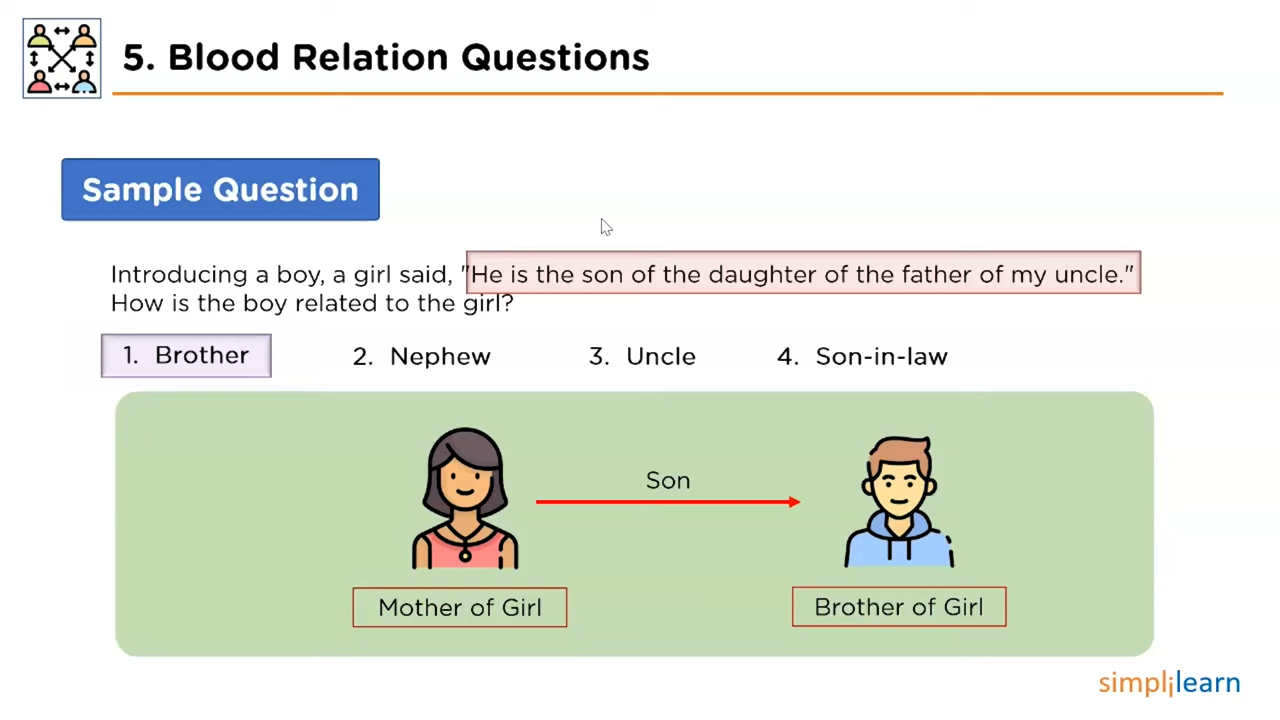 5. Blood Relation Questions
Sample Question
Introducing a boy, a girl said, "He is the son of the daughter of the father of my uncle."
How is the boy related to the girl?
1. Brother 2. Nephew 3. Uncle 4. Son-in-law
Son
Mother of Girl Brother of Girl
simplilearn